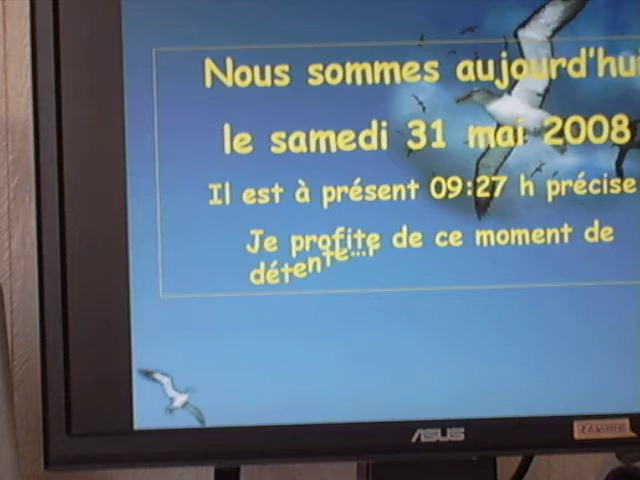 Nous sommes aujourd'hui
le samedi 31 mai 2008
Il est à présent 09:27 h précise
Je profite de ce moment de
détente...!
ASUS